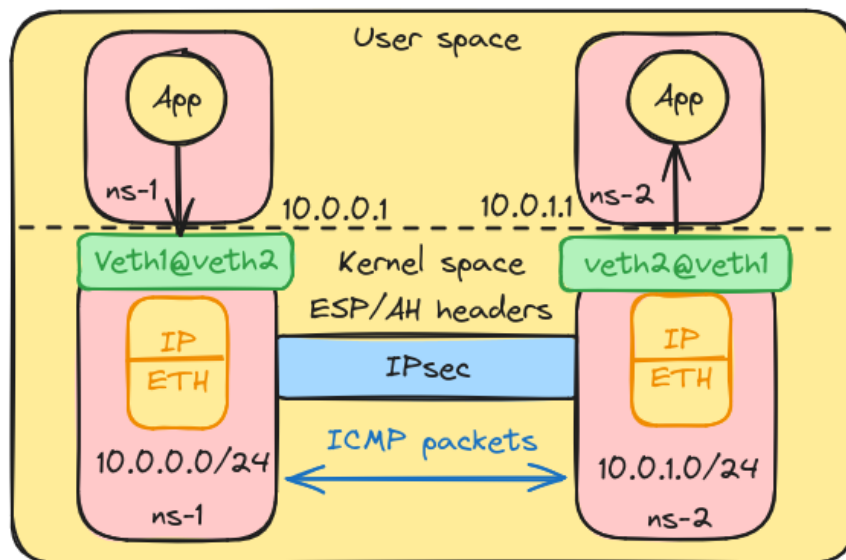 User space
App
App
ns-1
ns-2
10.0.0.1
10.0.1.1
Veth1@veth2
Kernel space
veth2@veth1
ESP/AH headers
IP
ETH
IPsec
IP
ETH
ICMP packets
10.0.0.0/24
10.0.1.0/24
ns-1
ns-2